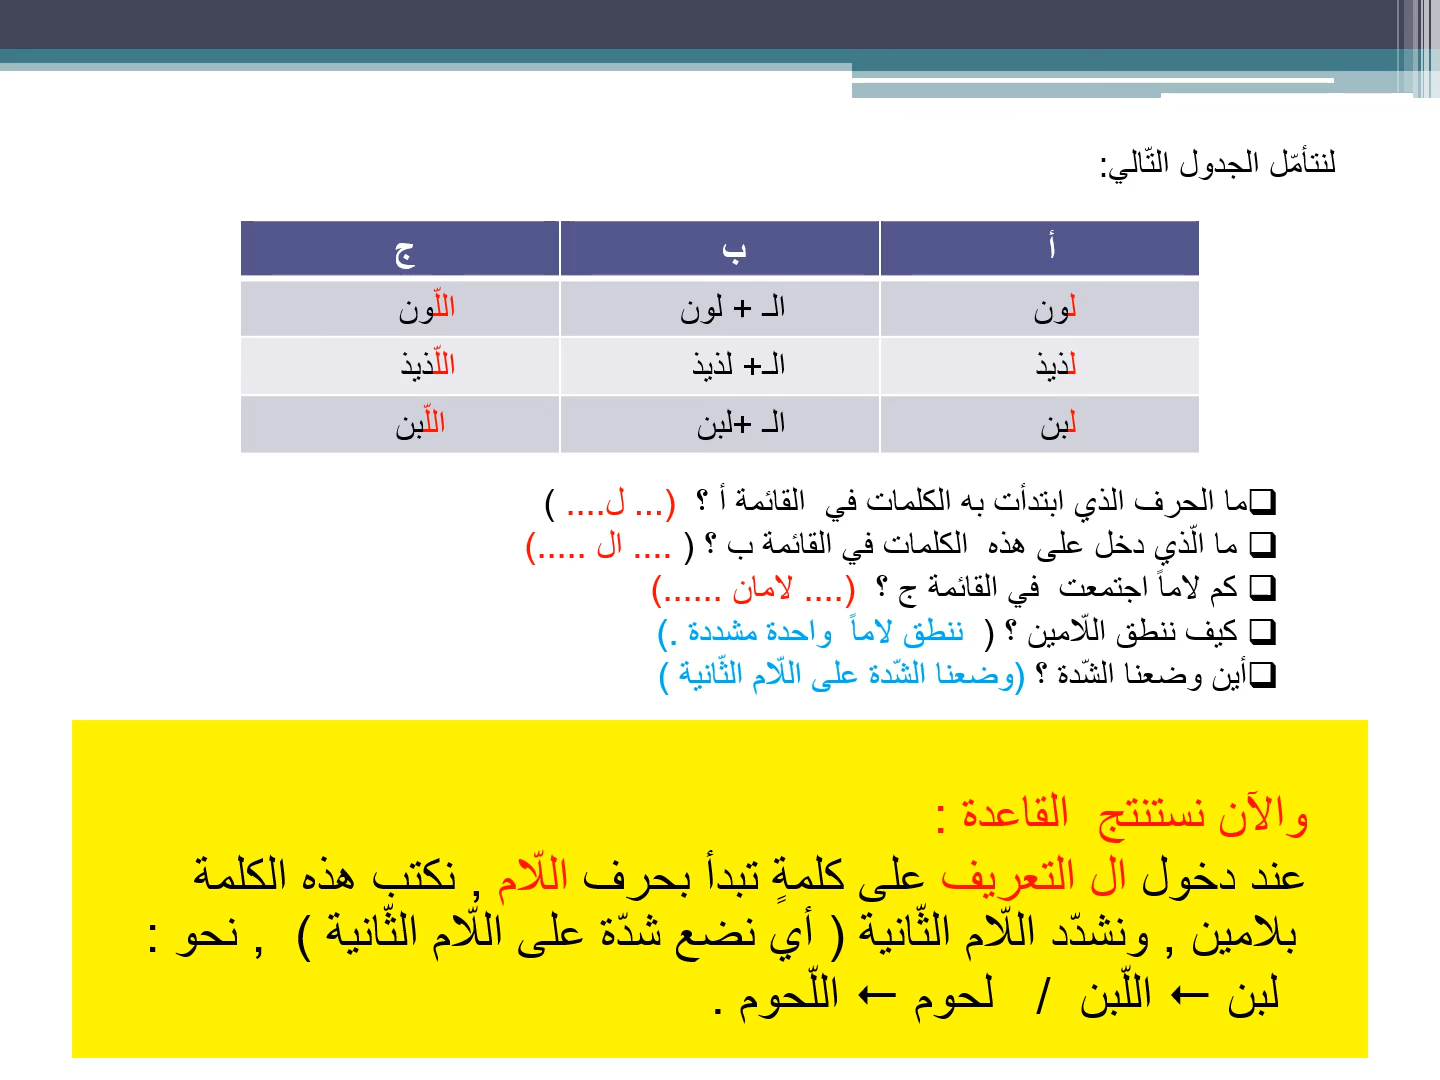 لنتأمّل الجدول التّالي:
أ ب ج
لون الـ + لون اللّون
لذيذ الـ+ لذيذ اللّذيذ
لبن الـ +لبن اللّبن
❑ما الحرف الذي ابتدأت به الكلمات في القائمة أ ؟ (... ل.... )
❑ ما الّذي دخل على هذه الكلمات في القائمة ب ؟ ( .... ال .....)
❑ كم لاماً اجتمعت في القائمة ج ؟ (.... لامان ......)
❑ كيف ننطق اللّامين ؟ ( ننطق لاماً واحدة مشددة .)
❑أين وضعنا الشّدة ؟ (وضعنا الشّدة على اللّام الثّانية )
والآن نستنتج القاعدة :
عند دخول ال التعريف على كلمةٍ تبدأ بحرف اللّام , نكتب هذه الكلمة
بلامين , ونشدّد اللّام الثّانية ( أي نضع شدّة على اللّام الثّانية ) , نحو :
لبن ← اللّبن / لحوم ← اللّحوم .